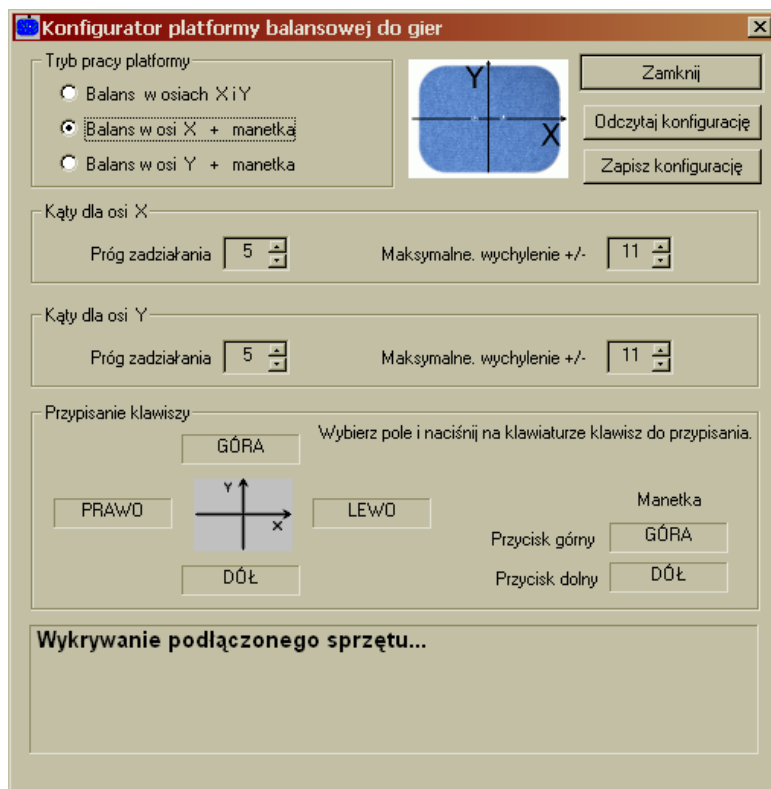 Konfigurator platformy balansowej do gier
Tryb pracy platformy
Balans w osiach X i Y
Balans w osi X + manetka
Balans w osi Y + manetka
Y
X
Zamknij
Odczytaj konfigurację
Zapisz konfigurację
Kąty dla osi X
Próg zadziałania 5 Maksymalne. wychylenie +/- 11
Kąty dla osi Y
Próg zadziałania 5 Maksymalne. wychylenie +/- 11
Przypisanie klawiszy
Wybierz pole i naciśnij na klawiaturze klawisz do przypisania.
GÓRA
PRAWO
Y
X
LEWO
DÓŁ
Manetka
Przycisk górny GÓRA
Przycisk dolny DÓŁ
Wykrywanie podłączonego sprzętu...